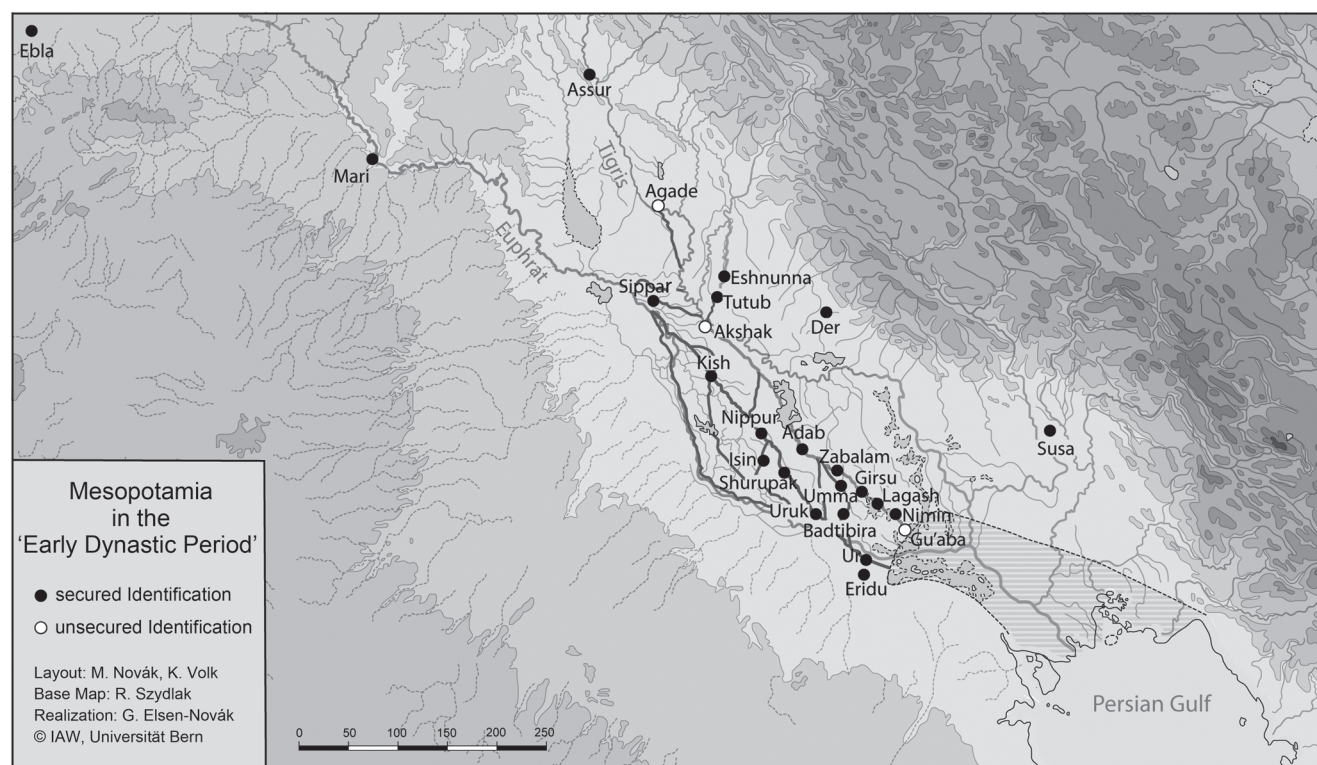 Ebla
Assur
Mari
Tigris
Agade
Euphrat
Eshnunna
Sippar
Tutub
Akshak
Der
Kish
Nippur
Adab
Susa
Isin
Zabalam
Shurupak
Girsu
Umma
Lagash
Uruk
Nimin
Badtibira
Gu'aba
Ur
Eridu
Persian Gulf
Mesopotamia
in the
'Early Dynastic Period'
secured Identification
unsecured Identification
Layout: M. Novák, K. Volk
Base Map: R. Szydlak
Realization: G. Elsen-Novák
© IAW, Universität Bern
0 50 100 150 200 250